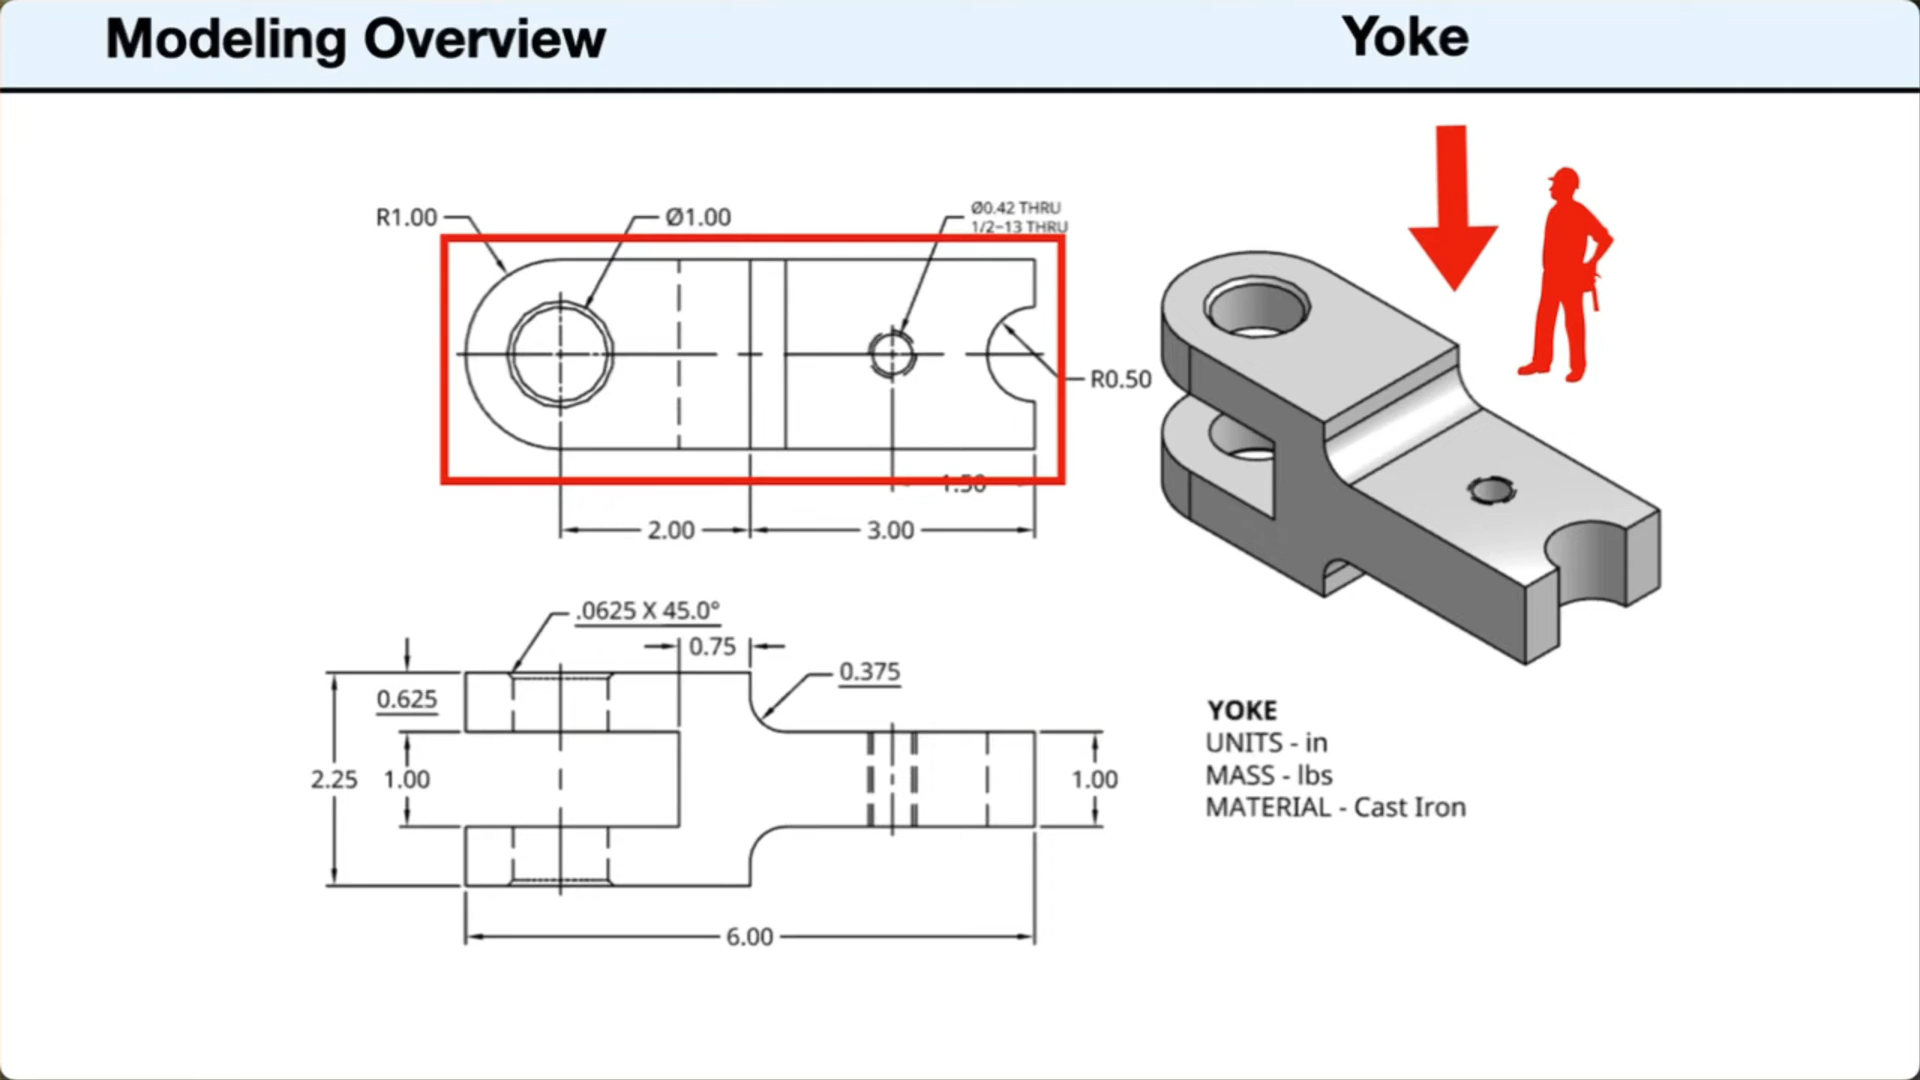 Modeling Overview
Yoke
R1.00
Ø1.00
Ø0.42 THRU
1/2-13 THRU
R0.50
1.50
2.00
3.00
.0625 X 45.0°
0.75
0.375
0.625
2.25
1.00
1.00
6.00
YOKE
UNITS - in
MASS - lbs
MATERIAL - Cast Iron